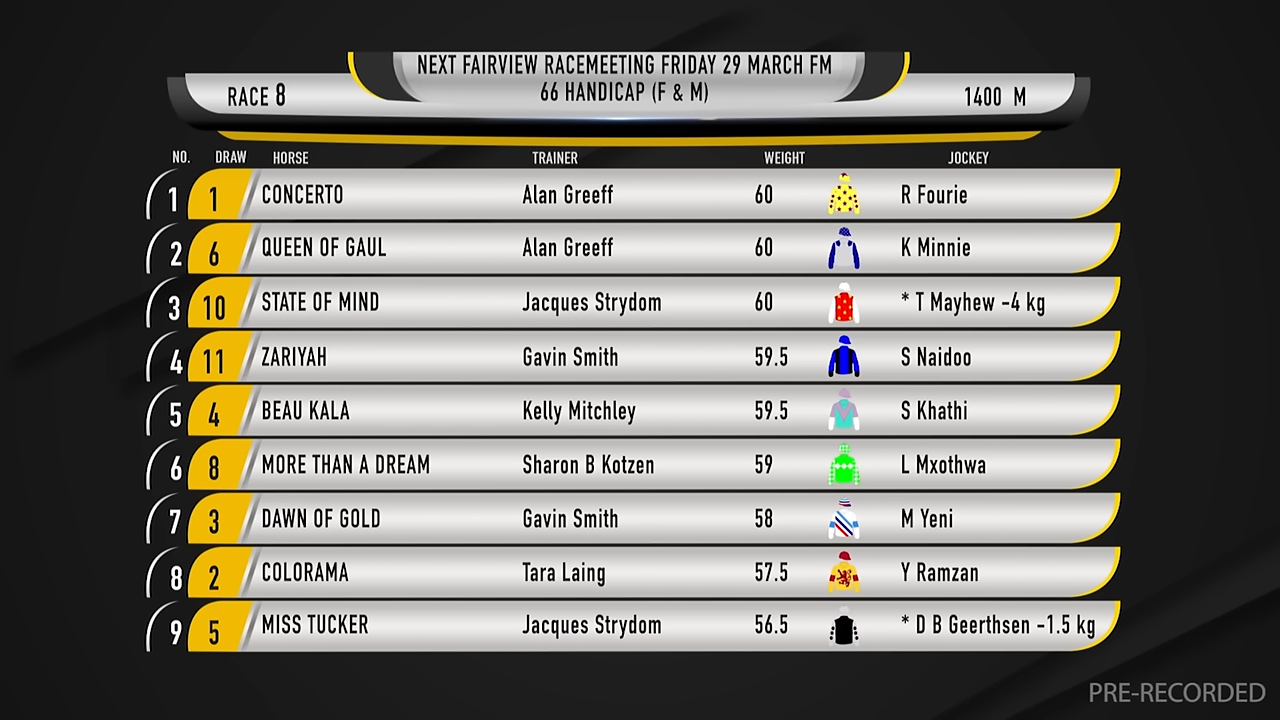 NEXT FAIRVIEW RACEMEETING FRIDAY 29 MARCH FM
RACE 8 66 HANDICAP (F & M) 1400 M
NO. DRAW HORSE TRAINER WEIGHT JOCKEY
1 1 CONCERTO Alan Greeff 60 R Fourie
2 6 QUEEN OF GAUL Alan Greeff 60 K Minnie
3 10 STATE OF MIND Jacques Strydom 60 * T Mayhew -4 kg
4 11 ZARIYAH Gavin Smith 59.5 S Naidoo
5 4 BEAU KALA Kelly Mitchley 59.5 S Khathi
6 8 MORE THAN A DREAM Sharon B Kotzen 59 L Mxothwa
7 3 DAWN OF GOLD Gavin Smith 58 M Yeni
8 2 COLORAMA Tara Laing 57.5 Y Ramzan
9 5 MISS TUCKER Jacques Strydom 56.5 * D B Geerthsen -1.5 kg
PRE-RECORDED